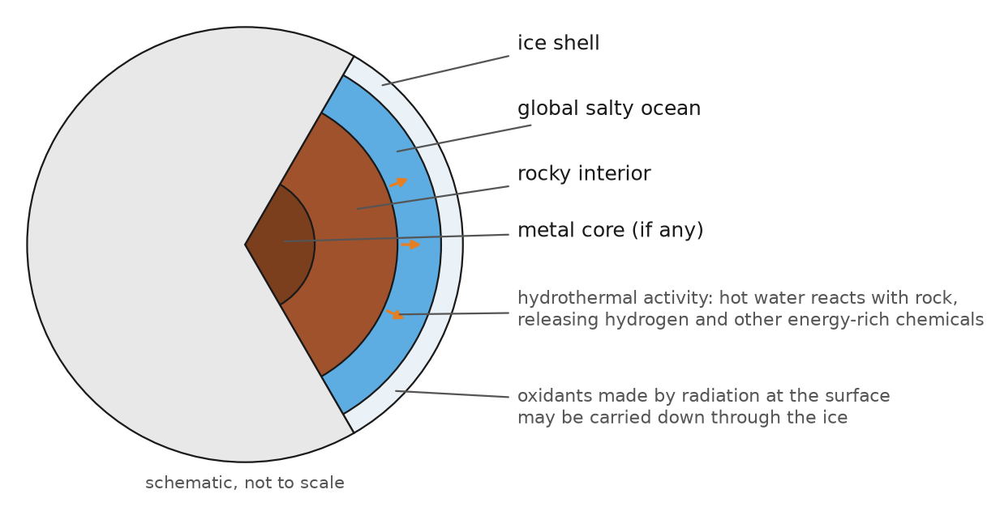 ice shell
global salty ocean
rocky interior
metal core (if any)
hydrothermal activity: hot water reacts with rock,
releasing hydrogen and other energy-rich chemicals
oxidants made by radiation at the surface
may be carried down through the ice
schematic, not to scale